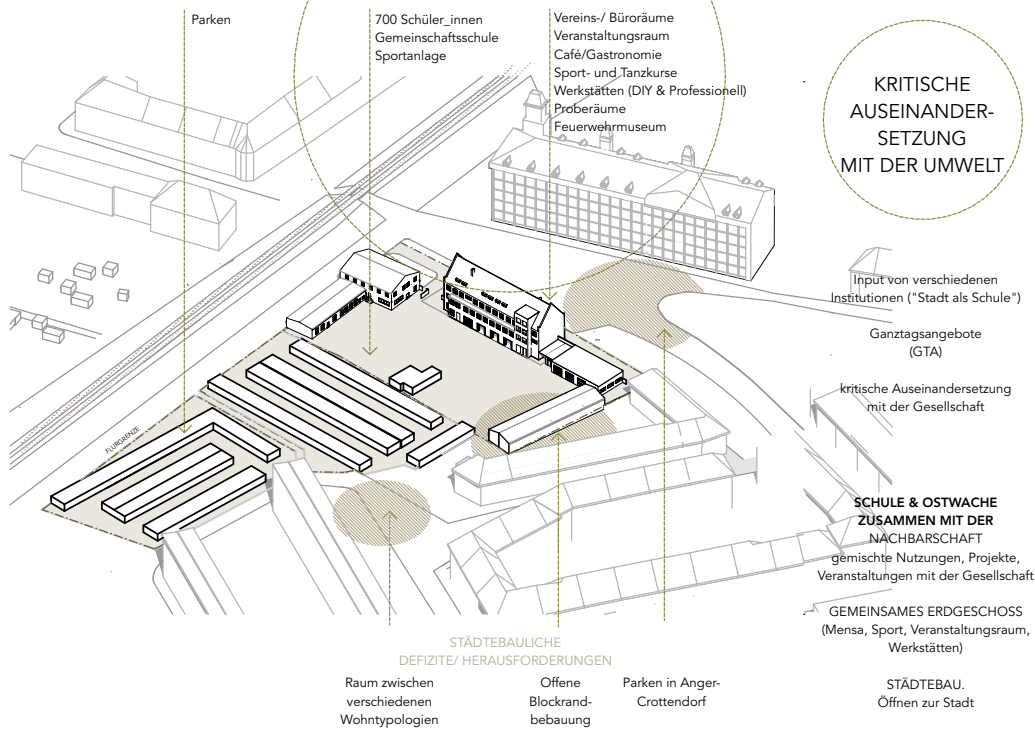 Parken
700 Schüler_innen
Gemeinschaftsschule
Sportanlage
Vereins-/ Büroräume
Veranstaltungsraum
Café/Gastronomie
Sport- und Tanzkurse
Werkstätten (DIY & Professionell)
Proberäume
Feuerwehrmuseum
KRITISCHE
AUSEINANDER-
SETZUNG
MIT DER UMWELT
Input von verschiedenen
Institutionen ("Stadt als Schule")
Ganztagsangebote
(GTA)
kritische Auseinandersetzung
mit der Gesellschaft
FLURGRENZE
SCHULE & OSTWACHE
ZUSAMMEN MIT DER
NACHBARSCHAFT
gemischte Nutzungen, Projekte,
Veranstaltungen mit der Gesellschaft
GEMEINSAMES ERDGESCHOSS
(Mensa, Sport, Veranstaltungsraum,
Werkstätten)
STÄDTEBAU.
Öffnen zur Stadt
STÄDTEBAULICHE
DEFIZITE/ HERAUSFORDERUNGEN
Raum zwischen
verschiedenen
Wohntypologien
Offene
Blockrand-
bebauung
Parken in Anger-
Crottendorf